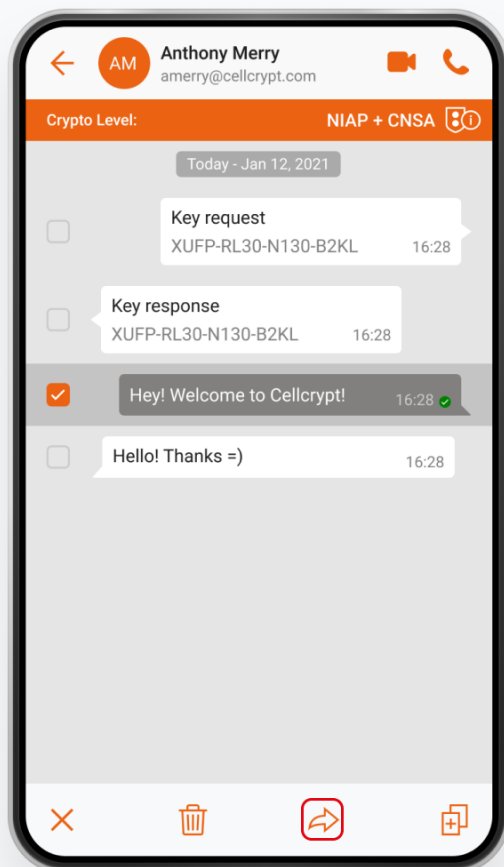 AM
Anthony Merry
amerry@cellcrypt.com
Crypto Level:
NIAP + CNSA
Today - Jan 12, 2021
Key request
XUFP-RL30-N130-B2KL 16:28
Key response
XUFP-RL30-N130-B2KL 16:28
Hey! Welcome to Cellcrypt! 16:28
Hello! Thanks =) 16:28